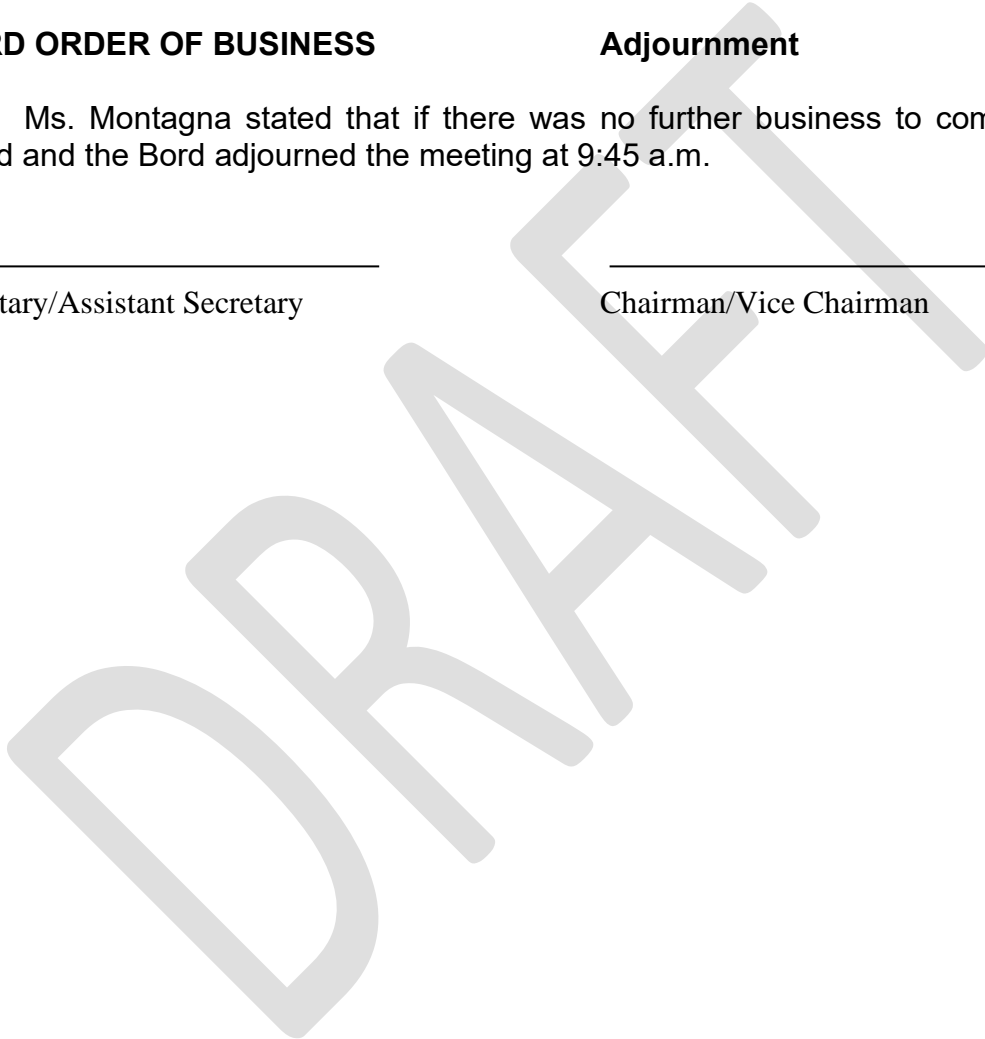 RD ORDER OF BUSINESS Adjournment
Ms. Montagna stated that if there was no further business to com
d and the Bord adjourned the meeting at 9:45 a.m.
tary/Assistant Secretary Chairman/Vice Chairman
DRAFT